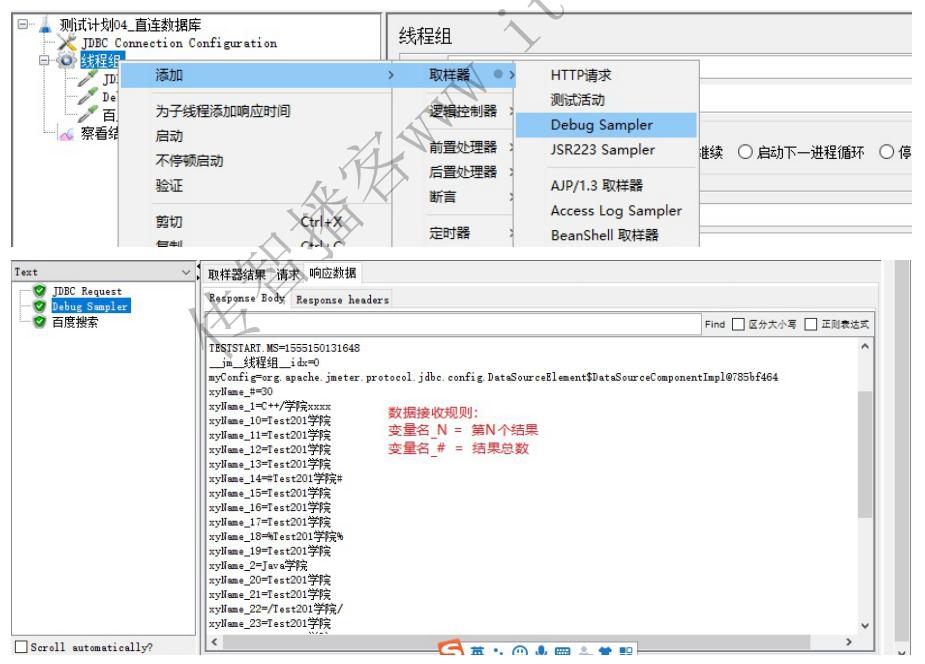 测试计划04_直连数据库
JDBC Connection Configuration
线程组
JD
De
百
察看结
线程组
添加
为子线程添加响应时间
启动
不停顿启动
验证
剪切 Ctrl+X
复制 Ctrl+C
取样器
逻辑控制器
前置处理器
后置处理器
断言
定时器
HTTP请求
测试活动
Debug Sampler
JSR223 Sampler
AJP/1.3 取样器
Access Log Sampler
BeanShell 取样器
继续 启动下一进程循环 停
传智播客www.it
Text
JDBC Request
Debug Sampler
百度搜索
Scroll automatically?
取样器结果 请求 响应数据
Response Body Response headers
Find 区分大小写 正则表达式
TESTSTART.MS=1555150131648
__jm__线程组__idx=0
myConfig=org.apache.jmeter.protocol.jdbc.config.DataSourceElement$DataSourceComponentImpl@785bf464
xyName_#=30
xyName_1=C++/学院xxxx
xyName_10=Test201学院
xyName_11=Test201学院
xyName_12=Test201学院
xyName_13=Test201学院
xyName_14=#Test201学院#
xyName_15=Test201学院
xyName_16=Test201学院
xyName_17=Test201学院
xyName_18=%Test201学院%
xyName_19=Test201学院
xyName_2=Java学院
xyName_20=Test201学院
xyName_21=Test201学院
xyName_22=/Test201学院/
xyName_23=Test201学院
数据接收规则：
变量名_N = 第N个结果
变量名_# = 结果总数
英